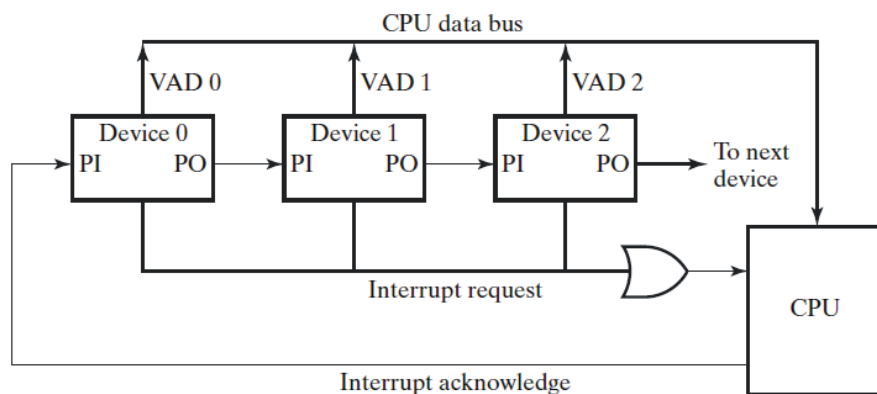 CPU data bus
VAD 0
VAD 1
VAD 2
Device 0
PI
PO
Device 1
PI
PO
Device 2
PI
PO
To next
device
Interrupt request
CPU
Interrupt acknowledge